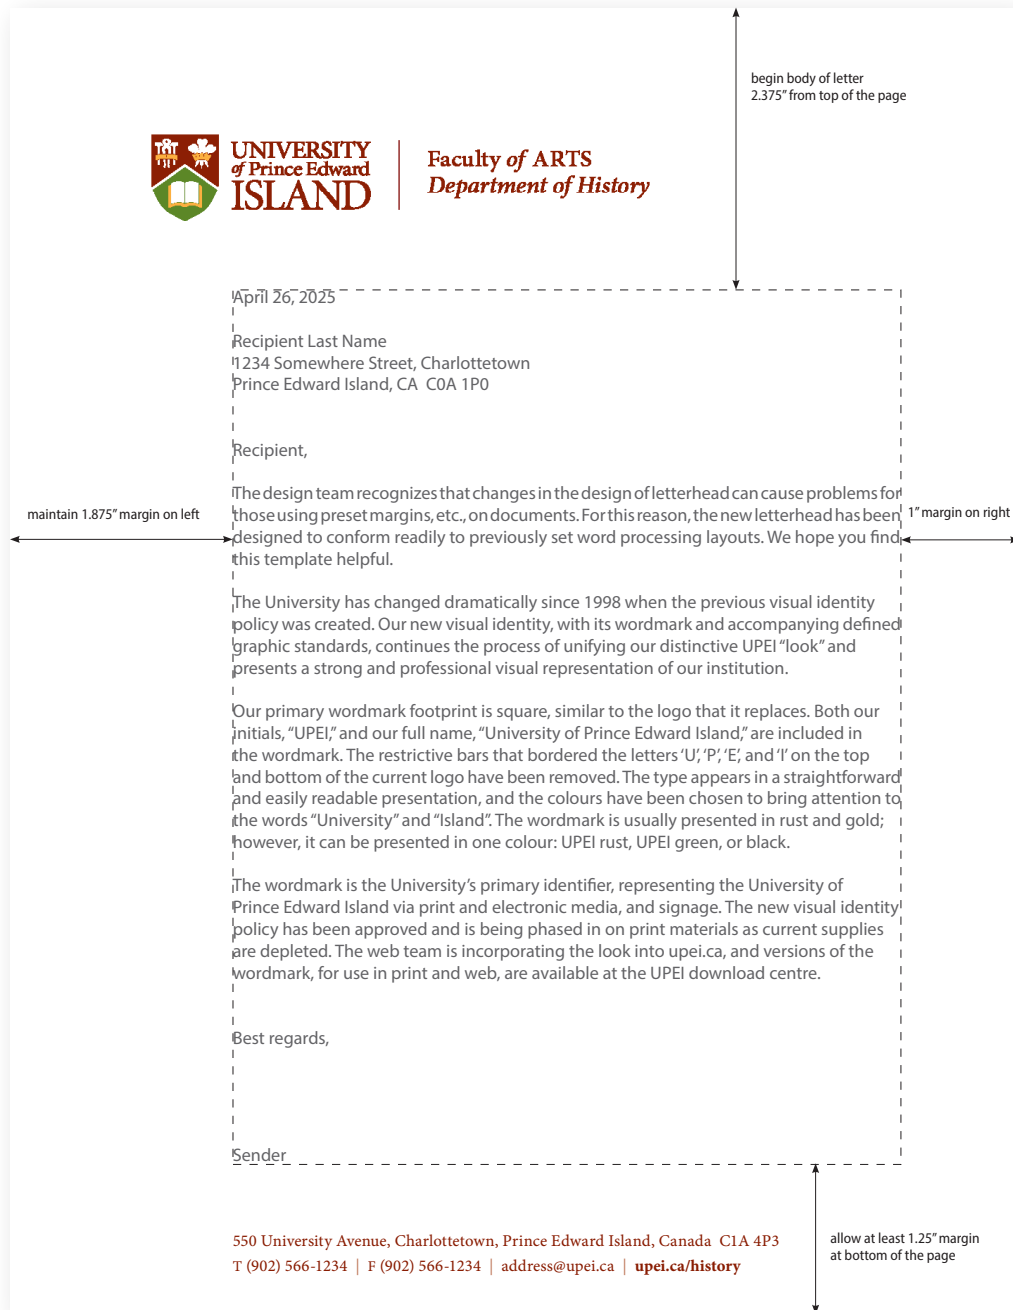 begin body of letter
2.375” from top of the page
UNIVERSITY
of Prince Edward
ISLAND
Faculty of ARTS
Department of History
April 26, 2025
Recipient Last Name
1234 Somewhere Street, Charlottetown
Prince Edward Island, CA  C0A 1P0
Recipient,
The design team recognizes that changes in the design of letterhead can cause problems for
those using preset margins, etc., on documents. For this reason, the new letterhead has been
designed to conform readily to previously set word processing layouts. We hope you find
this template helpful.
maintain 1.875” margin on left
1” margin on right
The University has changed dramatically since 1998 when the previous visual identity
policy was created. Our new visual identity, with its wordmark and accompanying defined
graphic standards, continues the process of unifying our distinctive UPEI “look” and
presents a strong and professional visual representation of our institution.
Our primary wordmark footprint is square, similar to the logo that it replaces. Both our
initials, “UPEI,” and our full name, “University of Prince Edward Island,” are included in
the wordmark. The restrictive bars that bordered the letters ‘U’, ‘P’, ‘E’, and ‘I’ on the top
and bottom of the current logo have been removed. The type appears in a straightforward
and easily readable presentation, and the colours have been chosen to bring attention to
the words “University” and “Island”. The wordmark is usually presented in rust and gold;
however, it can be presented in one colour: UPEI rust, UPEI green, or black.
The wordmark is the University’s primary identifier, representing the University of
Prince Edward Island via print and electronic media, and signage. The new visual identity
policy has been approved and is being phased in on print materials as current supplies
are depleted. The web team is incorporating the look into upei.ca, and versions of the
wordmark, for use in print and web, are available at the UPEI download centre.
Best regards,
Sender
550 University Avenue, Charlottetown, Prince Edward Island, Canada  C1A 4P3
T (902) 566-1234 | F (902) 566-1234 | address@upei.ca | upei.ca/history
allow at least 1.25” margin
at bottom of the page